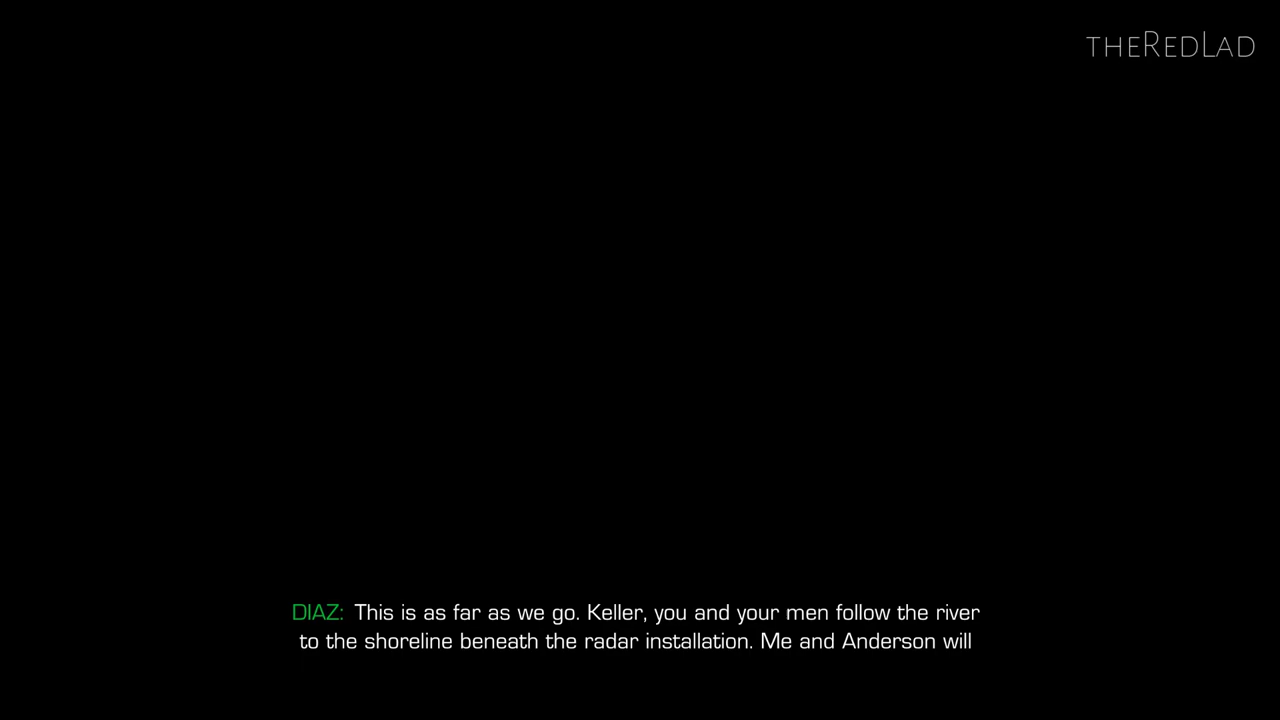 THEREDLAD
DIAZ: This is as far as we go. Keller, you and your men follow the river
to the shoreline beneath the radar installation. Me and Anderson will